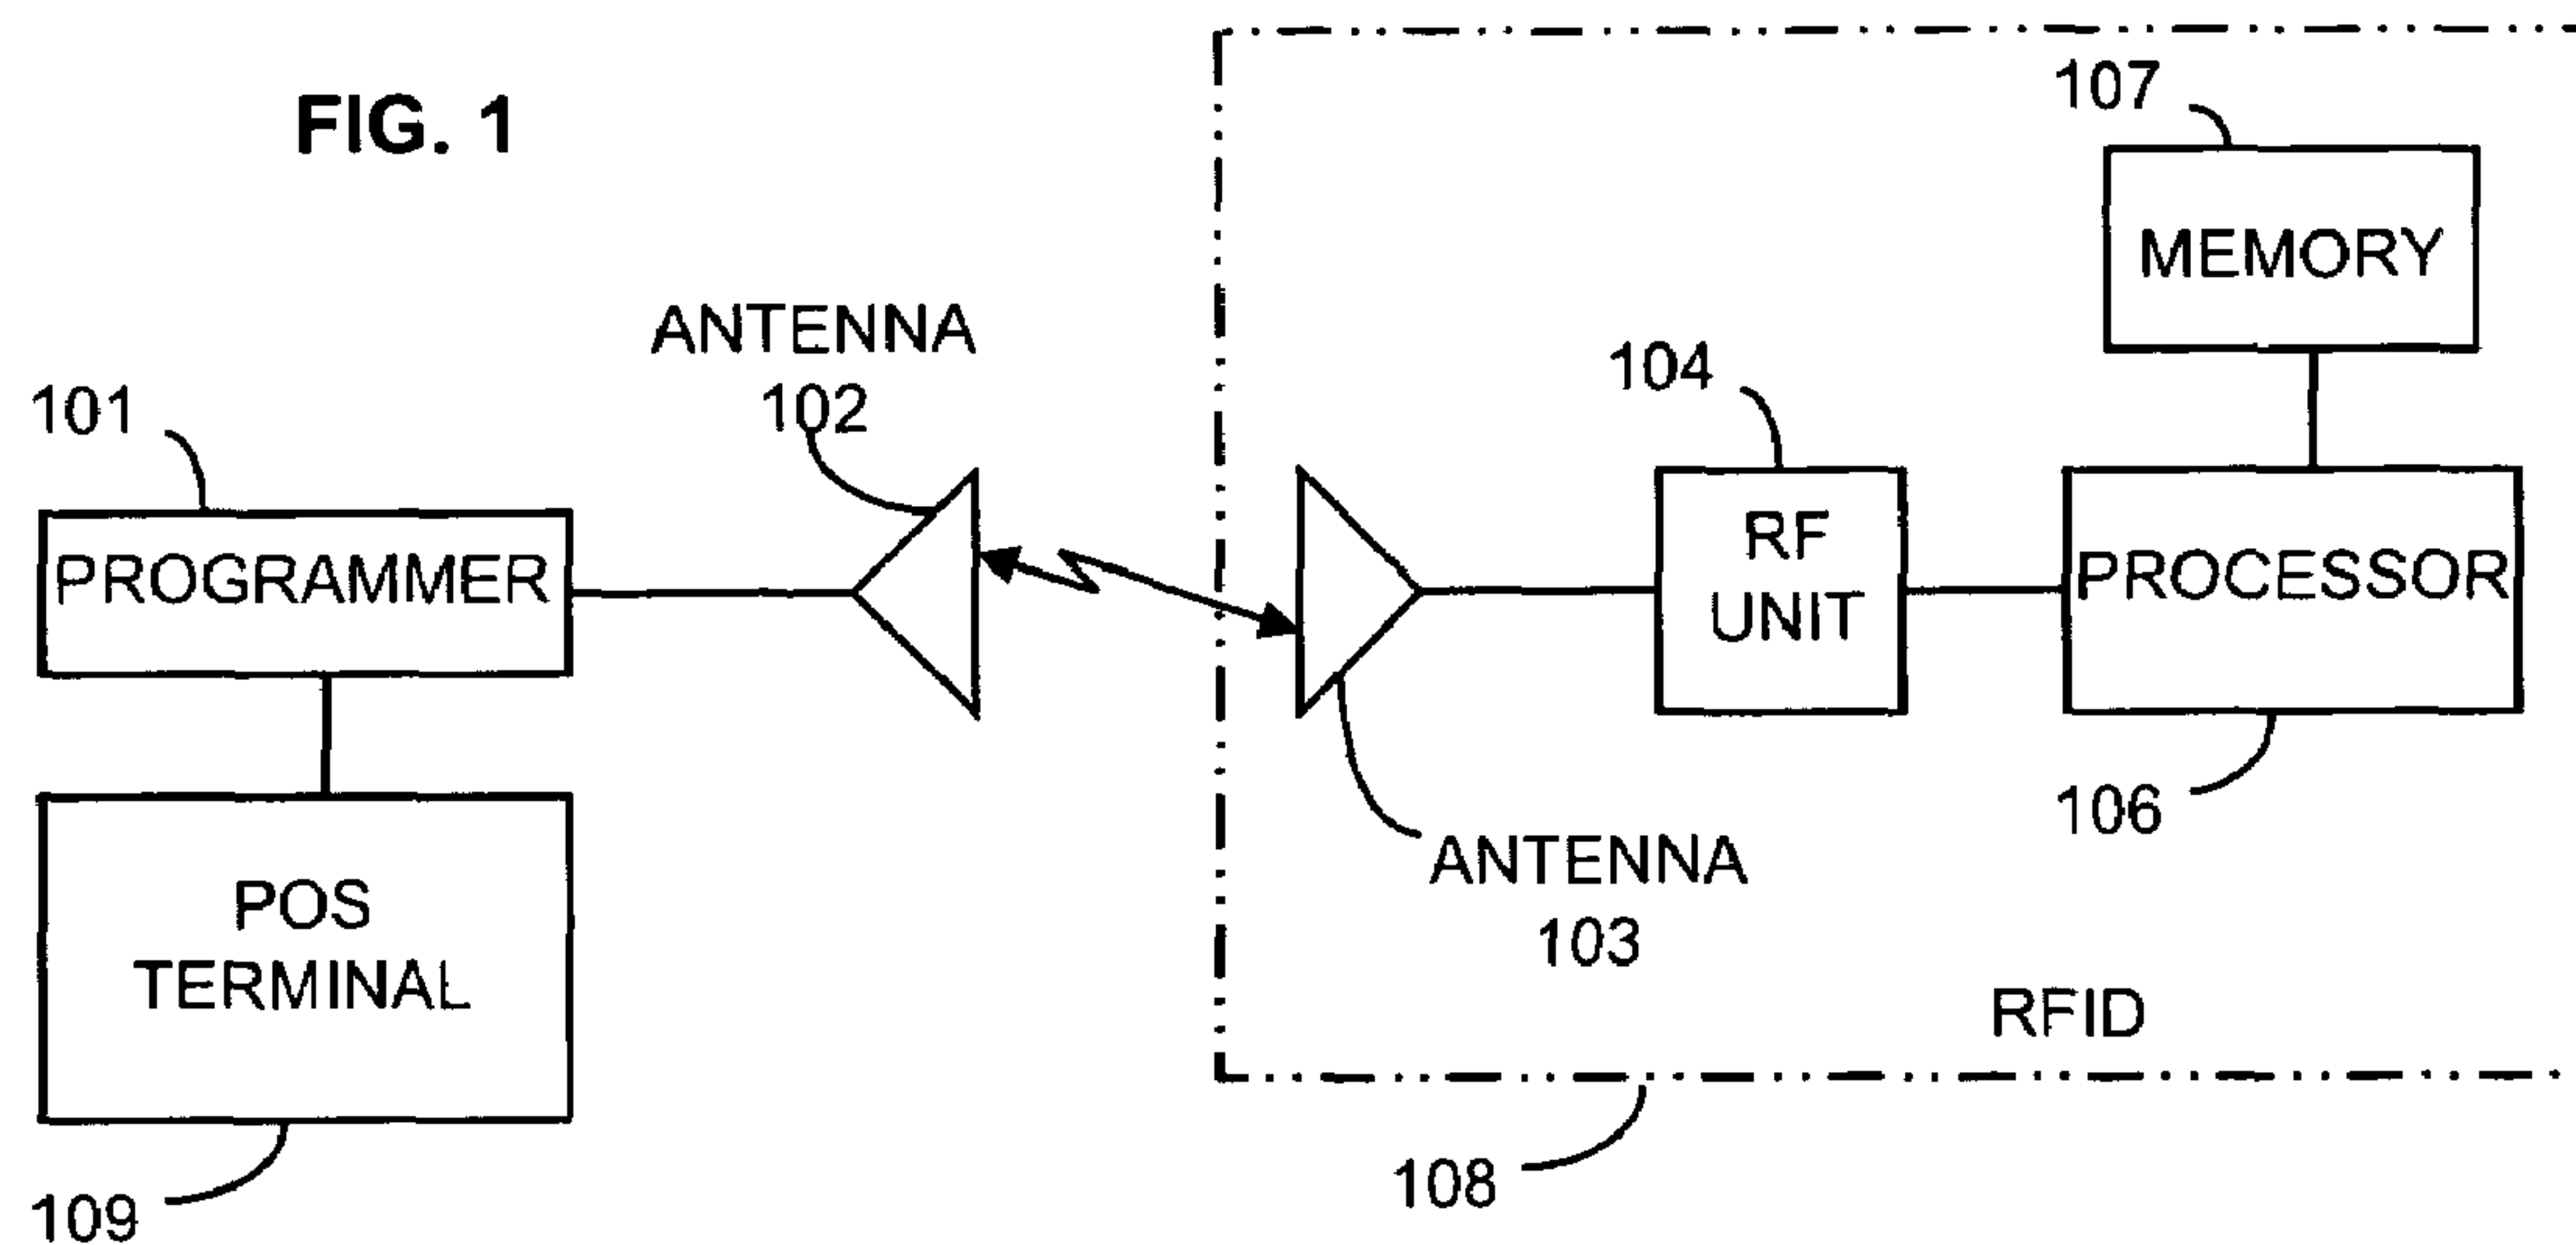 FIG. 1
107
MEMORY
ANTENNA
102
104
101
PROGRAMMER
RF
UNIT
PROCESSOR
106
ANTENNA
103
POS
TERMINAL
RFID
108
109